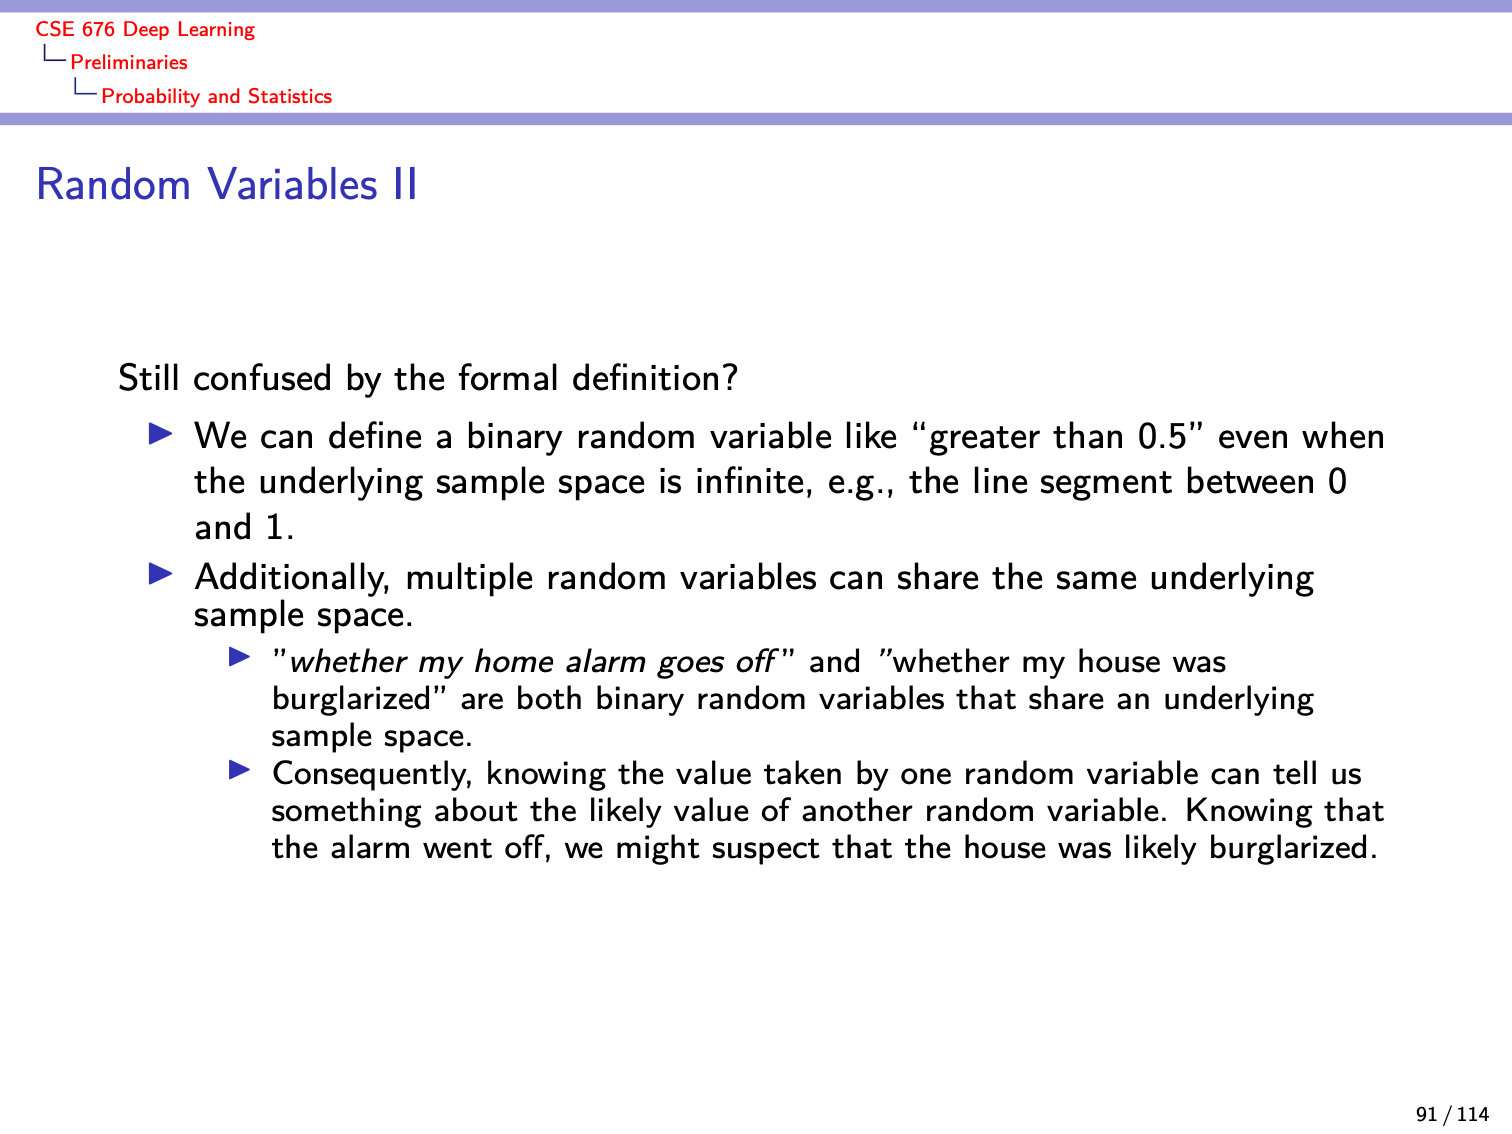 CSE 676 Deep Learning
Preliminaries
Probability and Statistics
Random Variables II
Still confused by the formal definition?
We can define a binary random variable like “greater than 0.5” even when
the underlying sample space is infinite, e.g., the line segment between 0
and 1.
Additionally, multiple random variables can share the same underlying
sample space.
”whether my home alarm goes off” and ”whether my house was
burglarized” are both binary random variables that share an underlying
sample space.
Consequently, knowing the value taken by one random variable can tell us
something about the likely value of another random variable. Knowing that
the alarm went off, we might suspect that the house was likely burglarized.
91 / 114